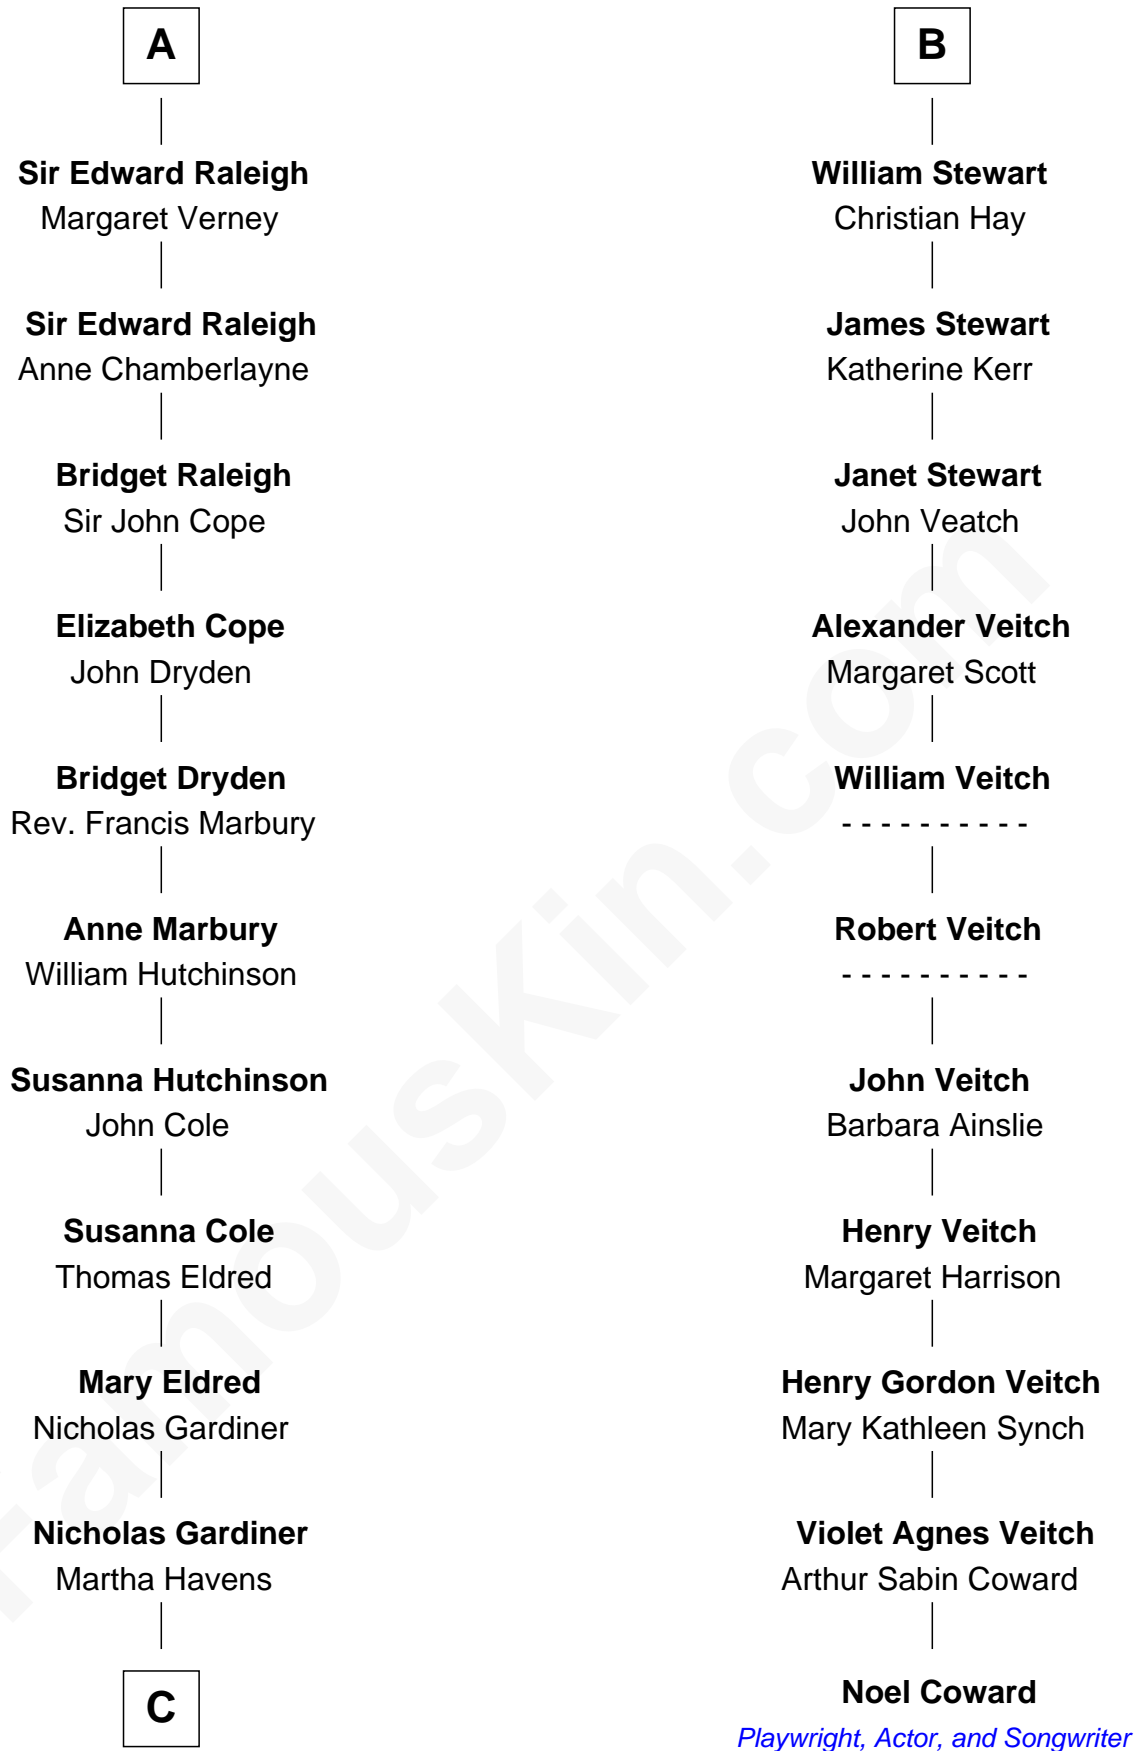 A
Sir Edward Raleigh
Margaret Verney
Sir Edward Raleigh
Anne Chamberlayne
Bridget Raleigh
Sir John Cope
Elizabeth Cope
John Dryden
Bridget Dryden
Rev. Francis Marbury
Anne Marbury
William Hutchinson
Susanna Hutchinson
John Cole
Susanna Cole
Thomas Eldred
Mary Eldred
Nicholas Gardiner
Nicholas Gardiner
Martha Havens
C
B
William Stewart
Christian Hay
James Stewart
Katherine Kerr
Janet Stewart
John Veatch
Alexander Veitch
Margaret Scott
William Veitch
- - - - - - - - - -
Robert Veitch
- - - - - - - - - -
John Veitch
Barbara Ainslie
Henry Veitch
Margaret Harrison
Henry Gordon Veitch
Mary Kathleen Synch
Violet Agnes Veitch
Arthur Sabin Coward
Noel Coward
Playwright, Actor, and Songwriter
FamousKin.com